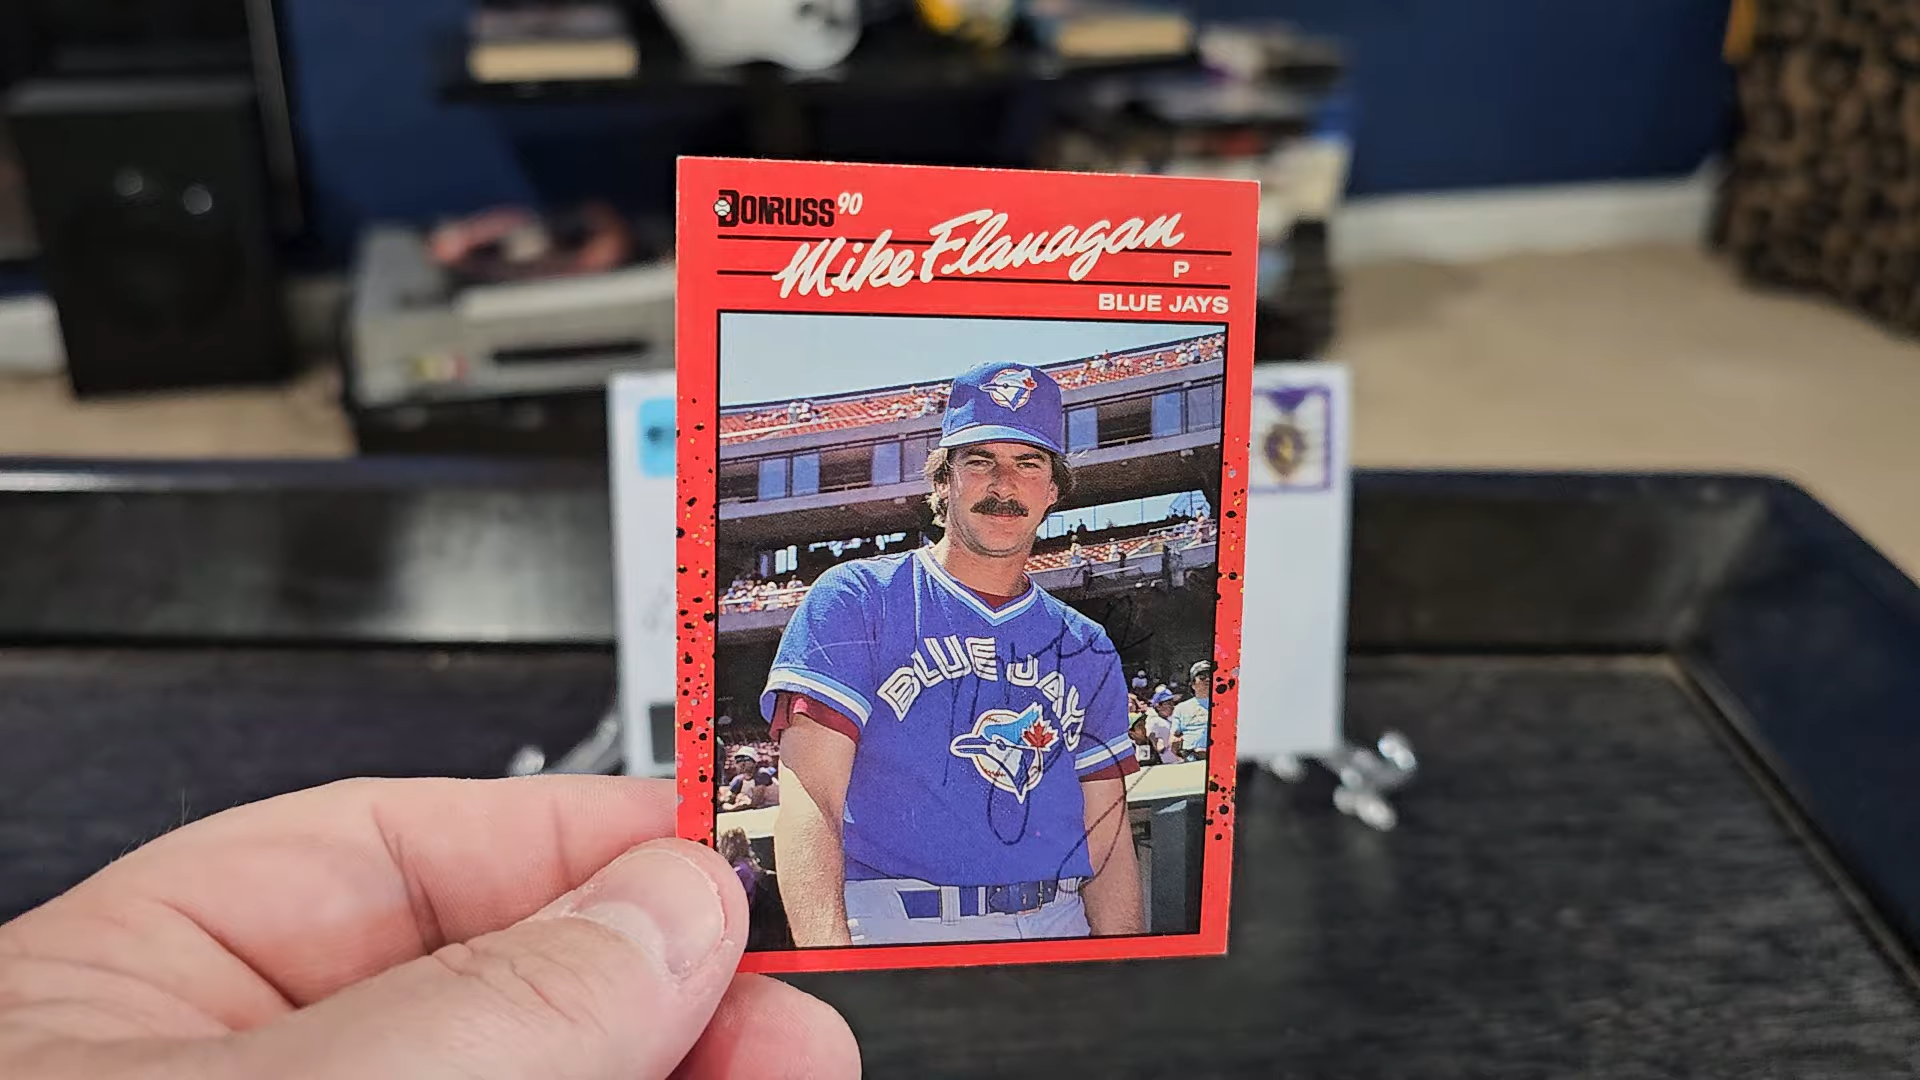 DONRUSS 90
Mike Flanagan
P
BLUE JAYS
BLUE JAYS